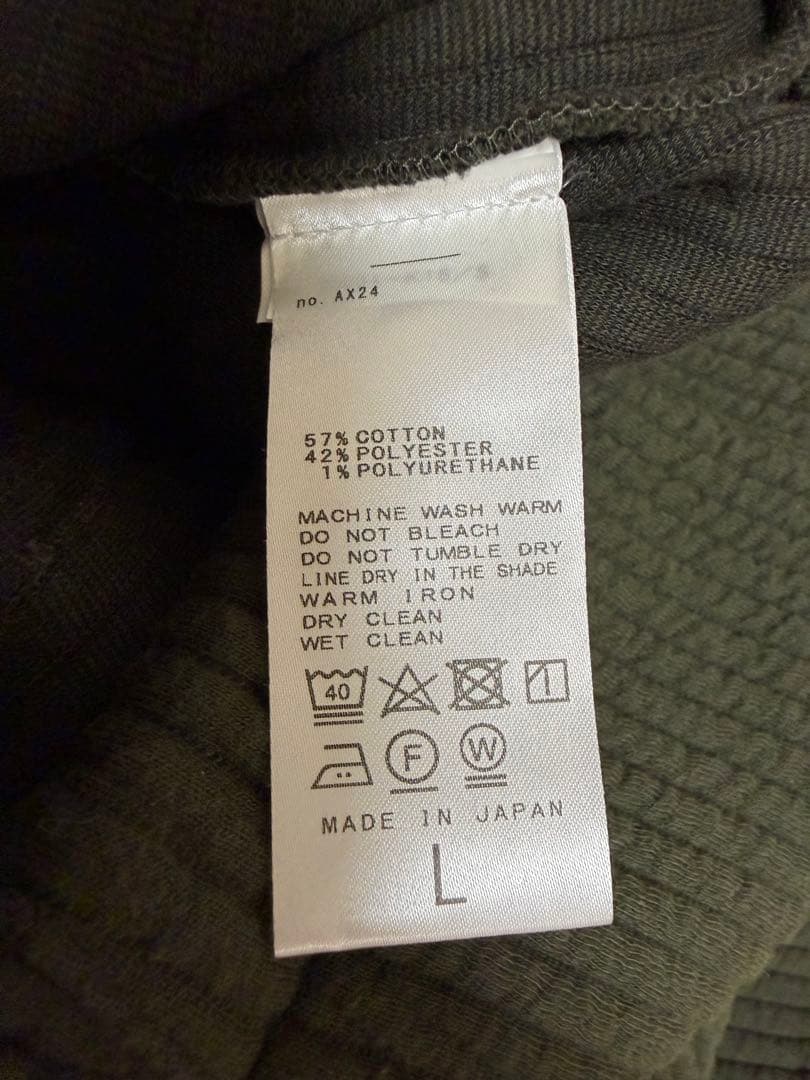 no. AX24
57% COTTON
42% POLYESTER
1% POLYURETHANE
MACHINE WASH WARM
DO NOT BLEACH
DO NOT TUMBLE DRY
LINE DRY IN THE SHADE
WARM IRON
DRY CLEAN
WET CLEAN
40
F W
MADE IN JAPAN
L